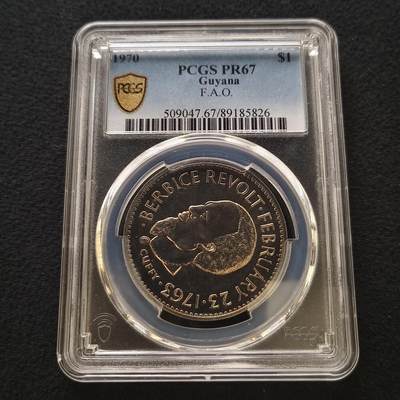 1970 $1
PCGS PR67
Guyana
F.A.O.
509047.67/89185826
PCGS
BERBICE REVOLT·FEBRUARY 23·1763·
CUFFY